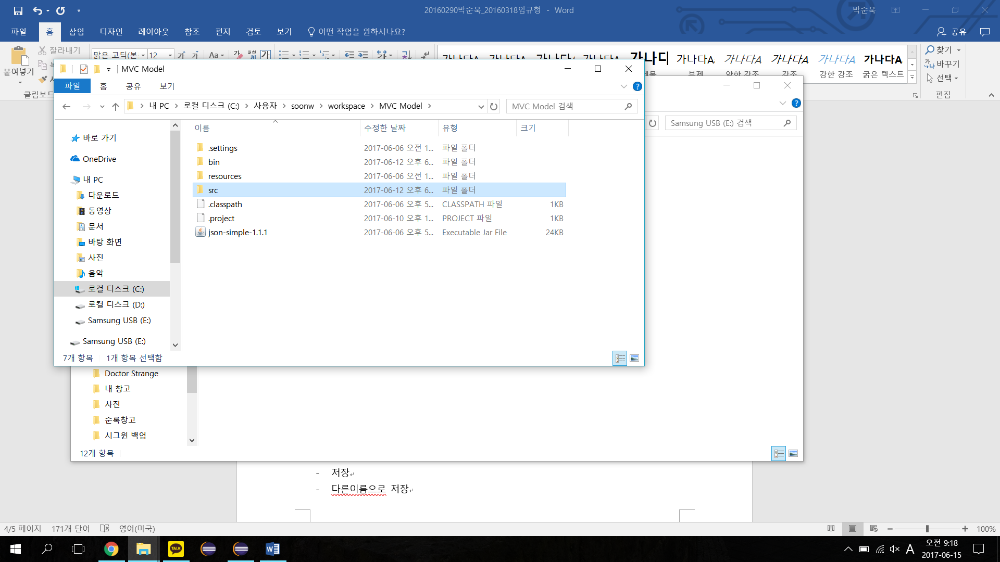 20160290박순욱_20160318임규형 - Word
박순욱
파일 홈 삽입 디자인 레이아웃 참조 편지 검토 보기 어떤 작업을 원하시나요? 공유
잘라내기
붙여넣기
클립보드
맑은 고딕(본 12
Aa
내천
가
가나다A
가나다A
가나다
가나다A
부제
약한 강조
강조
강한 강조
굵은 텍스트
찾기
바꾸기
선택
편집
MVC Model
파일 홈 공유 보기
내 PC 로컬 디스크 (C:) 사용자 soonw workspace MVC Model
MVC Model 검색
Samsung USB (E:) 검색
이름 수정한 날짜 유형 크기
.settings 2017-06-06 오전 1... 파일 폴더
bin 2017-06-12 오후 6... 파일 폴더
resources 2017-06-06 오전 1... 파일 폴더
src 2017-06-12 오후 6... 파일 폴더
.classpath 2017-06-06 오후 5... CLASSPATH 파일 1KB
.project 2017-06-10 오후 1... PROJECT 파일 1KB
json-simple-1.1.1 2017-06-06 오후 5... Executable Jar File 24KB
바로 가기
OneDrive
내 PC
다운로드
동영상
문서
바탕 화면
사진
음악
로컬 디스크 (C:)
로컬 디스크 (D:)
Samsung USB (E:)
Samsung USB (E:)
7개 항목 1개 항목 선택함
Doctor Strange
내 창고
사진
순록창고
시그윈 백업
12개 항목
- 저장
- 다른이름으로 저장
4/5 페이지 171개 단어 영어(미국) 100%
TALK
A
오전 9:18
2017-06-15